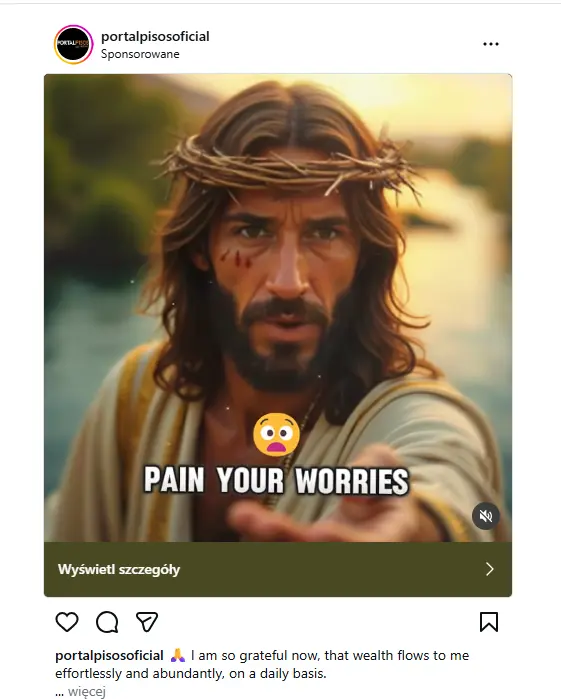 PORTALPISOS
portalpisosoficial
Sponsorowane
PAIN YOUR WORRIES
Wyświetl szczegóły
portalpisosoficial 🙏 I am so grateful now, that wealth flows to me
effortlessly and abundantly, on a daily basis.
... więcej